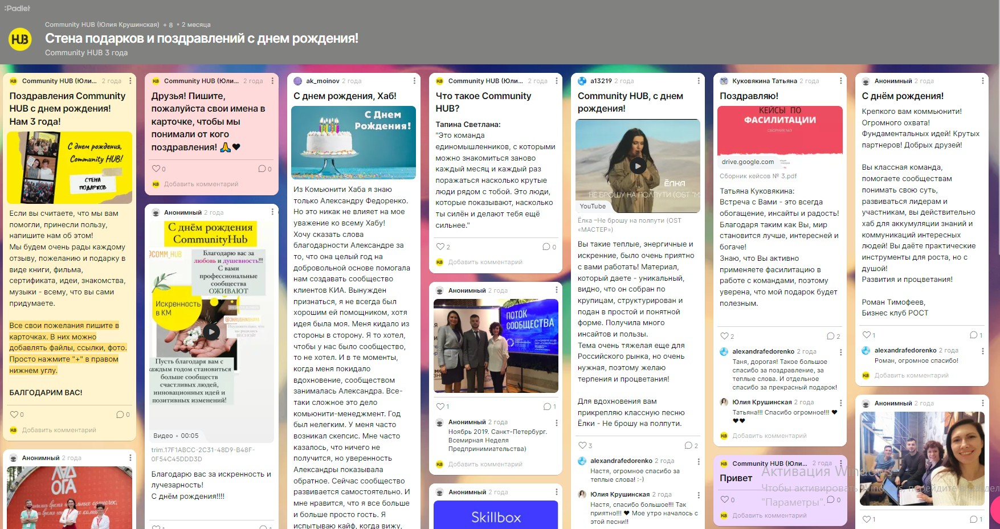 :Padlet
HUB
Community HUB (Юлия Крушинская) + 8 • 2 месяца
Стена подарков и поздравлений с днем рождения!
Community HUB 3 года
Community HUB (Юли... 2 года
Поздравления Community
HUB с днем рождения!
Нам 3 года!
С днем рождения,
Community HUB!
СТЕНА
ПОДАРКОВ
Если вы считаете, что мы вам
помогли, принесли пользу,
напишите нам об этом!
Мы будем очень рады каждому
отзыву, пожеланию и подарку в
виде книги, фильма,
сертификата, идеи, знакомства,
музыки - всему, что вы сами
придумаете.
Все свои пожелания пишите в
карточках. В них можно
добавлять файлы, ссылки, фото.
Просто нажмите "+" в правом
нижнем углу.
БАЛГОДАРИМ ВАС!
0 0
Добавить комментарий
Анонимный 2 года
Community HUB (Юли... 2 года
Друзья! Пишите,
пожалуйста свои имена в
карточке, чтобы мы
понимали от кого
поздравления! 🙏🖤
0 0
Добавить комментарий
Анонимный 2 года
С днём рождения
CommunityHub
@COMM_HUB
Благодарю вас за
любовь и душевность!!!
С вами
профессиональные
сообщества
ОЖИВАЮТ
Искренность
в КМ
Пусть благодаря вам с
каждым годом становиться
больше сообществ
счастливых людей,
инновационных идей и
позитивных изменений!
Видео • 00:05
trim.17F1ABCC-2C31-48D9-B48F-
0F54C45DDD3D
Благодарю вас за искренность и
лучезарность!
С днём рождения!!!!
1 1
ak_moinov 2 года
С днем рождения, Хаб!
С Днем
Рождения!
Из Комьюнити Хаба я знаю
только Александру Федоренко.
Но это никак не влияет на мое
уважение ко всему Хабу!
Хочу сказать слова
благодарности Александре за
то, что она целый год на
добровольной основе помогала
нам создавать сообщество
клиентов КИА. Вынужден
признаться, я не всегда был
хорошим ей помощником, хотя
идея была моя. Меня кидало из
стороны в сторону. Я то хотел,
чтобы у нас было сообщество,
то не хотел. И в те моменты,
когда меня покидало
вдохновение, сообществом
занималась Александра. Все-
таки сложное это дело
комьюнити-менеджмент. Год
был нелегким. У меня часто
возникал скепсис. Мне часто
казалось, что ничего не
получится, но уверенность
Александры показывала
обратное. Сейчас сообщество
развивается самостоятельно. И
мне нравится, что я все больше
и больше просто гость. Я
испытываю кайф, когда вижу,
Community HUB (Юли... 2 года
Что такое Community
HUB?
Тапина Светлана:
"Это команда
единомышленников, с которыми
можно знакомиться заново
каждый месяц и каждый раз
поражаться насколько крутые
люди рядом с тобой. Это люди,
которые показывают, насколько
ты силён и делают тебя ещё
сильнее."
2 0
Добавить комментарий
Анонимный 2 года
ПОТОК
СООБЩЕСТВА
1 1
Анонимный 2 года
Ноябрь 2019. Санкт-Петербург.
Всемирная Неделя
Предпринимиательства)
Добавить комментарий
Анонимный 2 года
Skillbox
a13219 2 года
Community HUB, с днем
рождения!
ЁЛКА
НЕ БРОШУ НА ПОЛПУТИ (OST "М
YouTube
Ёлка –Не брошу на полпути (OST
«МАСТЕР»)
Вы такие теплые, энергичные и
искренние, было очень приятно
с вами работать! Материал,
который даете - уникальный,
видно, что он собран по
крупицам, структурирован и
подан в простой и понятной
форме. Получила много
инсайтов и пользы.
Тема очень тяжелая еще для
Российского рынка, но очень
нужная, поэтому желаю
терпения и процветания!
Для вдохновения вам
прикрепляю классную песню
Ёлки - Не брошу на полпути.
3 2
alexandrafedorenko 2 года
Настя, огромное спасибо за
теплые слова! :-)
Юлия Крушинская 2 года
Настя, спасибо большое!!! Так
приятно!!! ♥ Мое утро началось с
этой песни!!
Куковякина Татьяна 2 года
Поздравляю!
КЕЙСЫ ПО
ФАСИЛИТАЦИИ
СБОРНИК №3
drive.google.com
Сборник кейсов № 3.pdf
Татьяна Куковякина:
Встреча с Вами - это всегда
обогащение, инсайты и радость!
Благодаря таким как Вы, мир
становится лучше, интересней и
богаче!
Знаю, что Вы активно
применяете фасилитацию в
работе с командами, поэтому
уверена, что мой подарок будет
полезным.
2 2
alexandrafedorenko 2 года
Таня, дорогая! Такое большое
спасибо за поздравление, за
теплые слова. И отдельное
спасибо за прекрасный подарок!
Юлия Крушинская 2 года
Татьяна!!! Спасибо огромное!!! ♥
♥♥
Добавить комментарий
Community HUB (Юли... 2 года
Привет
0 0
Добавить комментарий
Анонимный 2 года
С днём рождения!
Крепкого вам коммьюнити!
Огромного охвата!
Фундаментальных идей! Крутых
партнеров! Добрых друзей!
Вы классная команда,
помогаете сообществам
понимать свою суть,
развиваться лидерам и
участникам, вы действительно
хаб для аккумуляции знаний и
коммуникаций интересных
людей! Вы даёте практические
инструменты для роста, но с
душой!
Развития и процветания!
Роман Тимофеев,
Бизнес клуб РОСТ
1 1
alexandrafedorenko 2 года
Роман, огромное спасибо!
Добавить комментарий
Анонимный 2 года
1 1
Активация Windows
Чтобы активировать Windows, перейдите в раздел
"Параметры".